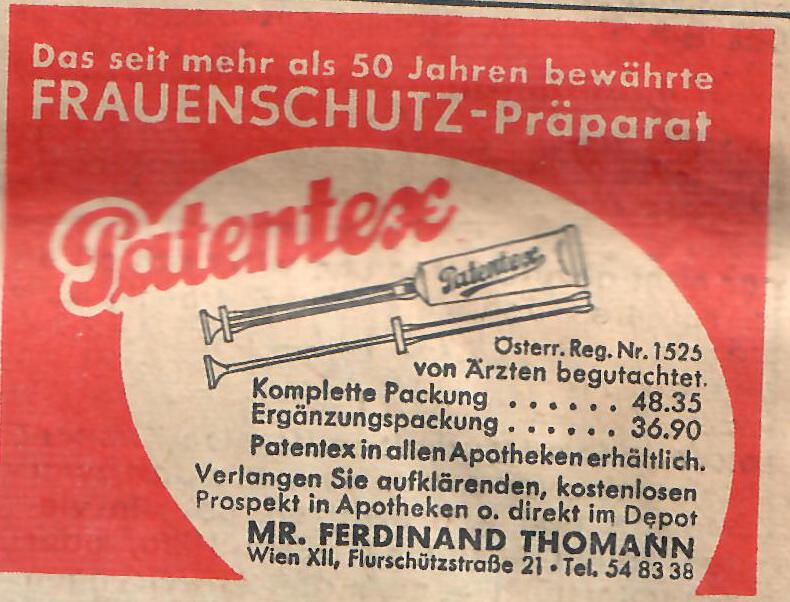 Das seit mehr als 50 Jahren bewährte
FRAUENSCHUTZ-Präparat
Patentex
Patentex
Österr. Reg. Nr. 1525
von Ärzten begutachtet.
Komplette Packung . . . . . . 48.35
Ergänzungspackung . . . . . . 36.90
Patentex in allen Apotheken erhältlich.
Verlangen Sie aufklärenden, kostenlosen
Prospekt in Apotheken o. direkt im Depot
MR. FERDINAND THOMANN
Wien XII, Flurschützstraße 21 • Tel. 54 83 38